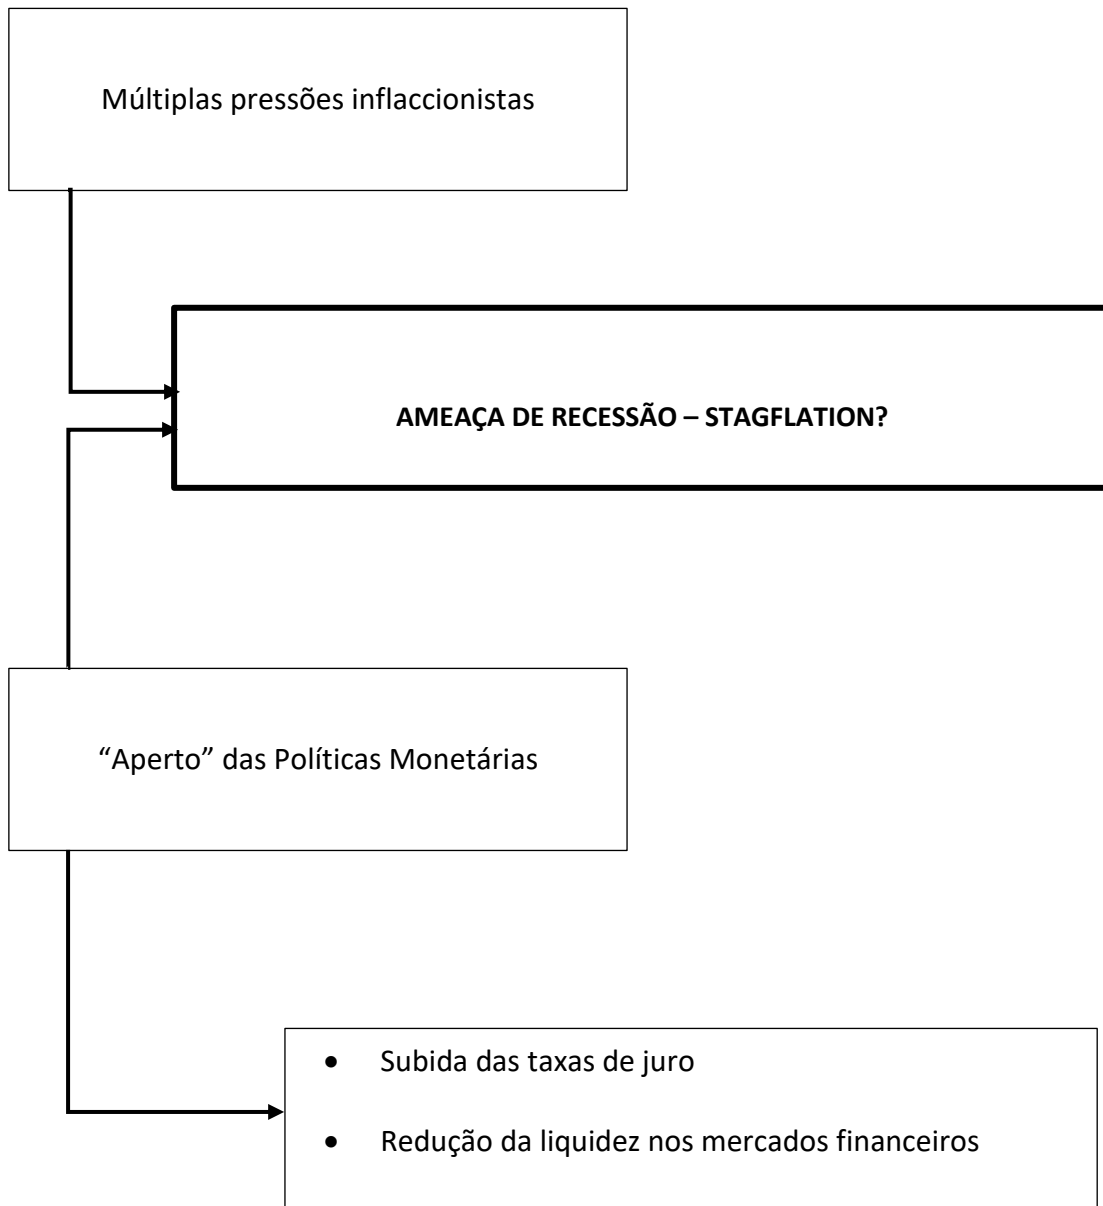 Múltiplas pressões inflaccionistas
AMEAÇA DE RECESSÃO – STAGFLATION?
“Aperto” das Políticas Monetárias
• Subida das taxas de juro
• Redução da liquidez nos mercados financeiros